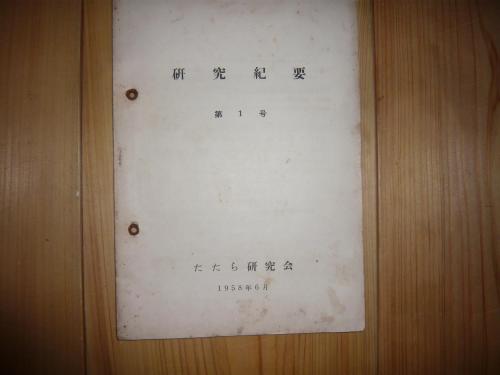 研究紀要
第1号
たたら研究会
1958年6月